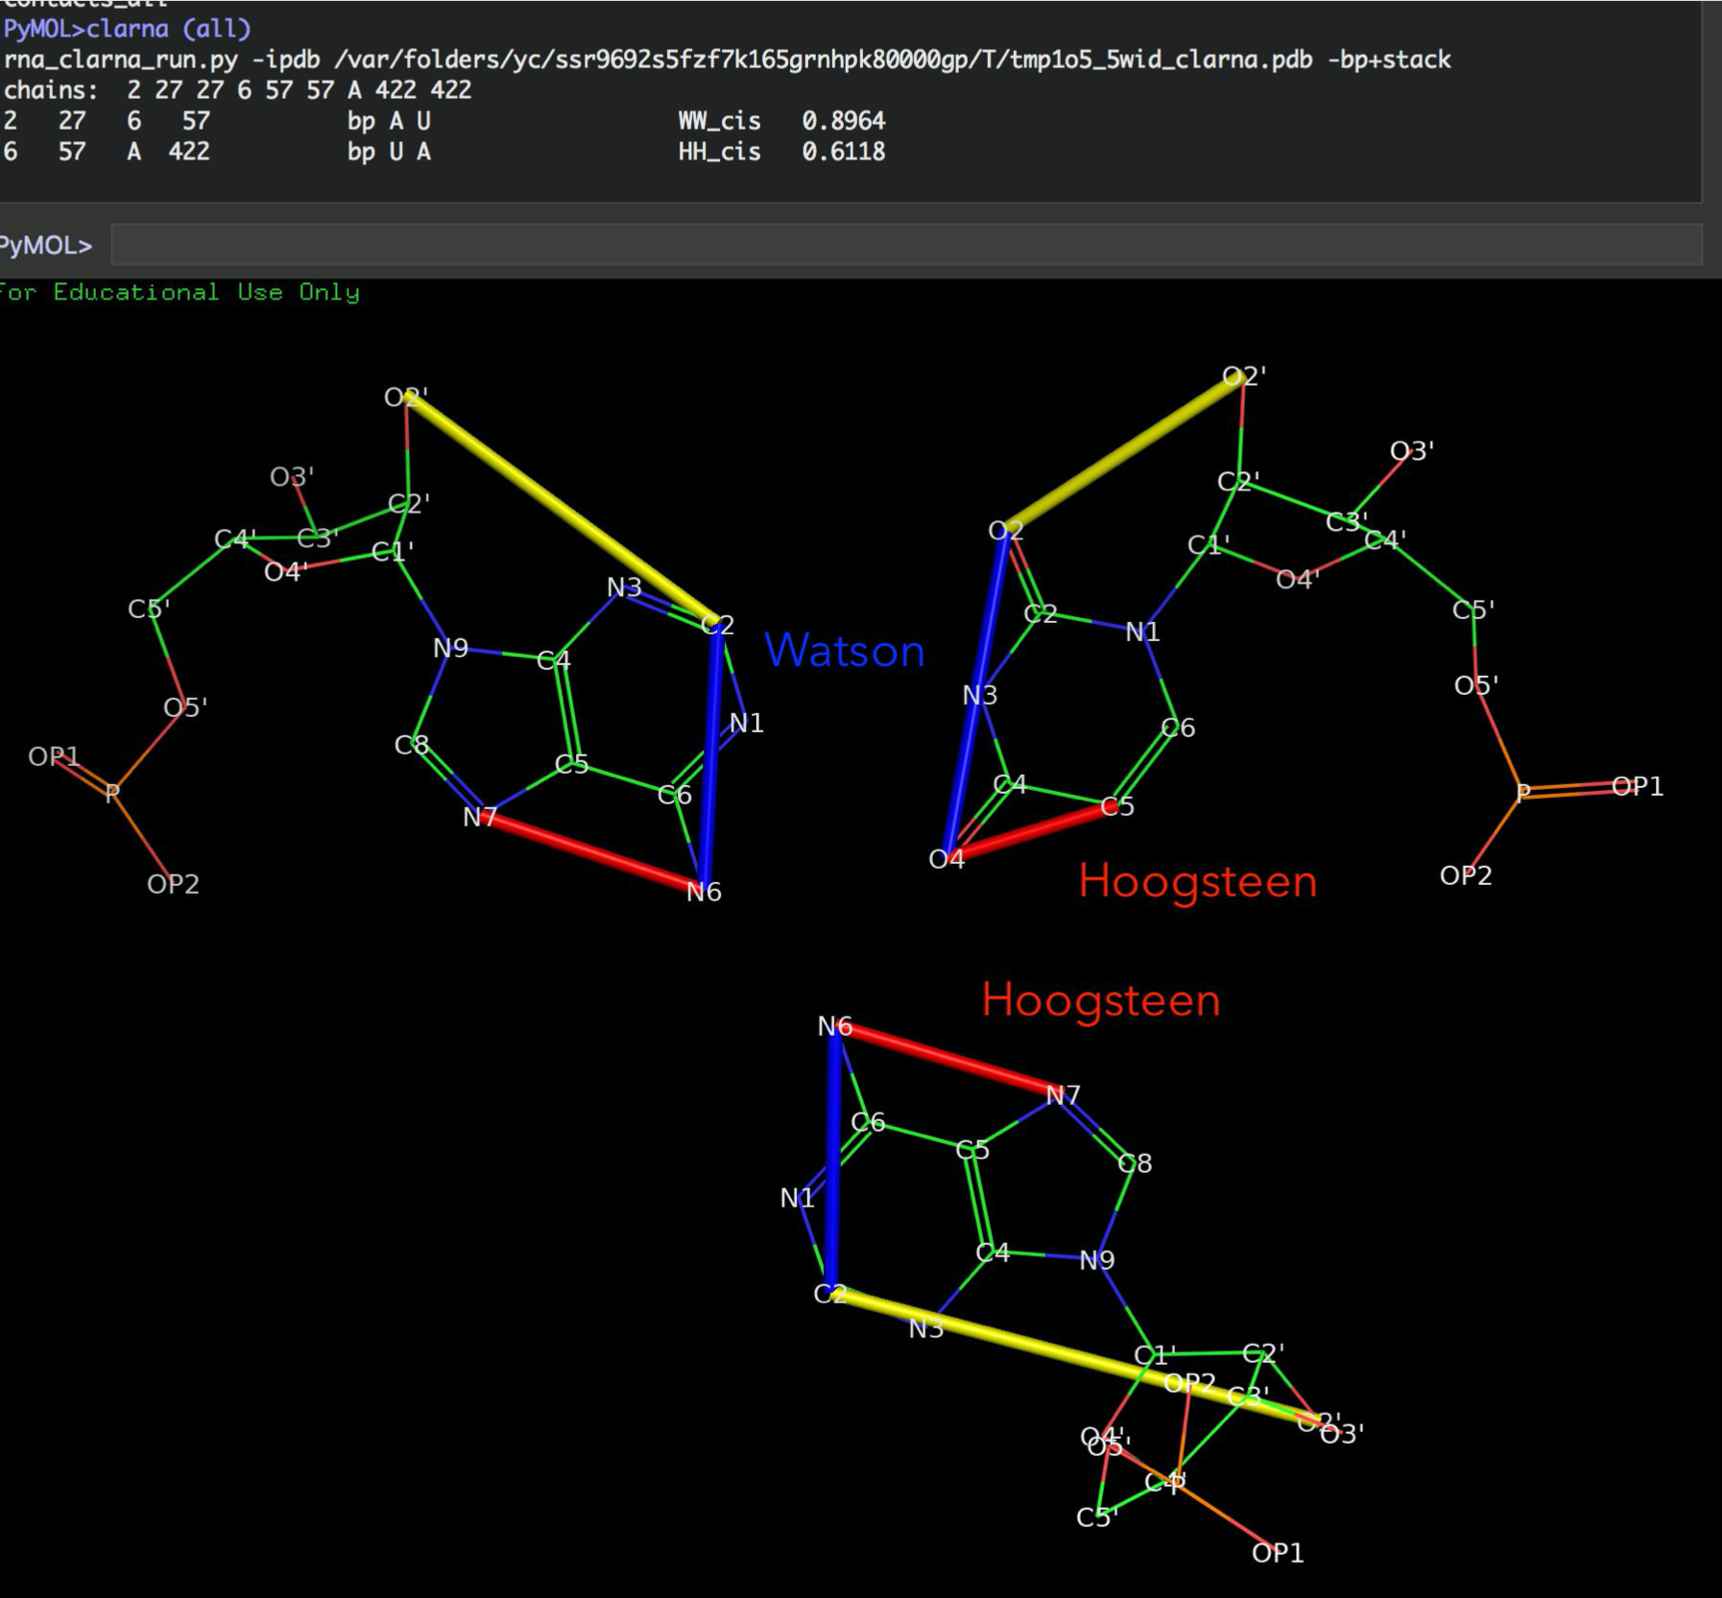 contacts_all
PyMOL>clarna (all)
rna_clarna_run.py -ipdb /var/folders/yc/ssr9692s5fzf7k165grnhpk80000gp/T/tmp1o5_5wid_clarna.pdb -bp+stack
chains: 2 27 27 6 57 57 A 422 422
2 27 6 57 bp A U WW_cis 0.8964
6 57 A 422 bp U A HH_cis 0.6118
PyMOL>
For Educational Use Only
O2' O2'
O3' O3'
C2' C2'
C4' C3' C1' C3' C4'
O4' O2 C1' O4'
C5' N3 C2 C2 N1 C5'
N9 C4 Watson
O5' N1 N3 C6 O5'
C8 C5 C6 C4 C5
OP1 P N7 P OP1
OP2 N6 O4 Hoogsteen OP2
Hoogsteen
N6
N7
C6
C5 C8
N1
C4 N9
C2
N3
C1' C2'
OP2 C3'
O2'
O4' O3'
O5'
C4' P
C5'
OP1